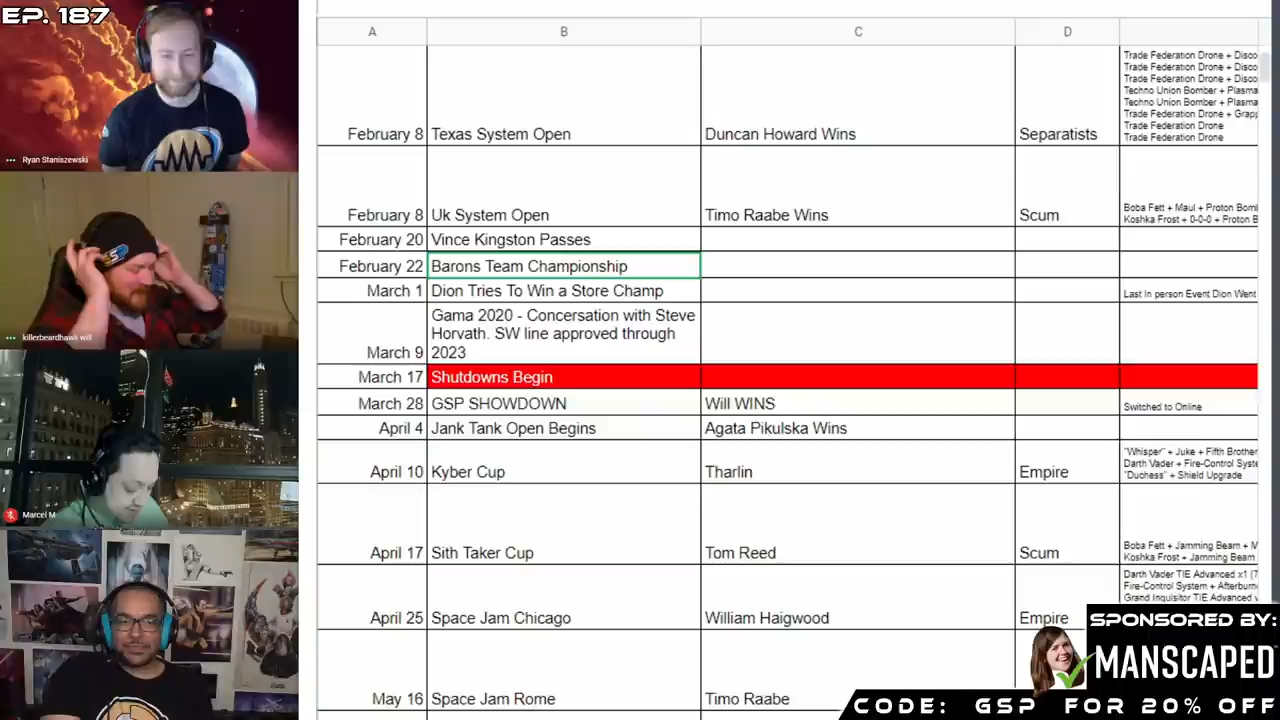 EP. 187
Ryan Staniszewski
killerbeardhawk will
Marcel M
A B C D
Trade Federation Drone + Disco
Trade Federation Drone + Disco
Trade Federation Drone + Disco
Techno Union Bomber + Plasma
Techno Union Bomber + Plasma
Trade Federation Drone + Grapp
Trade Federation Drone
February 8 Texas System Open Duncan Howard Wins Separatists Trade Federation Drone
Boba Fett + Maul + Proton Bomb
February 8 Uk System Open Timo Raabe Wins Scum Koshka Frost + 0-0-0 + Proton B
February 20 Vince Kingston Passes
February 22 Barons Team Championship
March 1 Dion Tries To Win a Store Champ Last In person Event Dion Went
Gama 2020 - Concersation with Steve
Horvath. SW line approved through
March 9 2023
March 17 Shutdowns Begin
March 28 GSP SHOWDOWN Will WINS Switched to Online
April 4 Jank Tank Open Begins Agata Pikulska Wins
"Whisper" + Juke + Fifth Brother
Darth Vader + Fire-Control Syste
April 10 Kyber Cup Tharlin Empire "Duchess" + Shield Upgrade
Boba Fett + Jamming Beam + M
April 17 Sith Taker Cup Tom Reed Scum Koshka Frost + Jamming Beam
Darth Vader TIE Advanced x1 (7
Fire-Control System + Afterburn
Grand Inquisitor TIE Advanced v
April 25 Space Jam Chicago William Haigwood Empire
May 16 Space Jam Rome Timo Raabe
SPONSORED BY:
MANSCAPED
CODE: GSP FOR 20% OFF